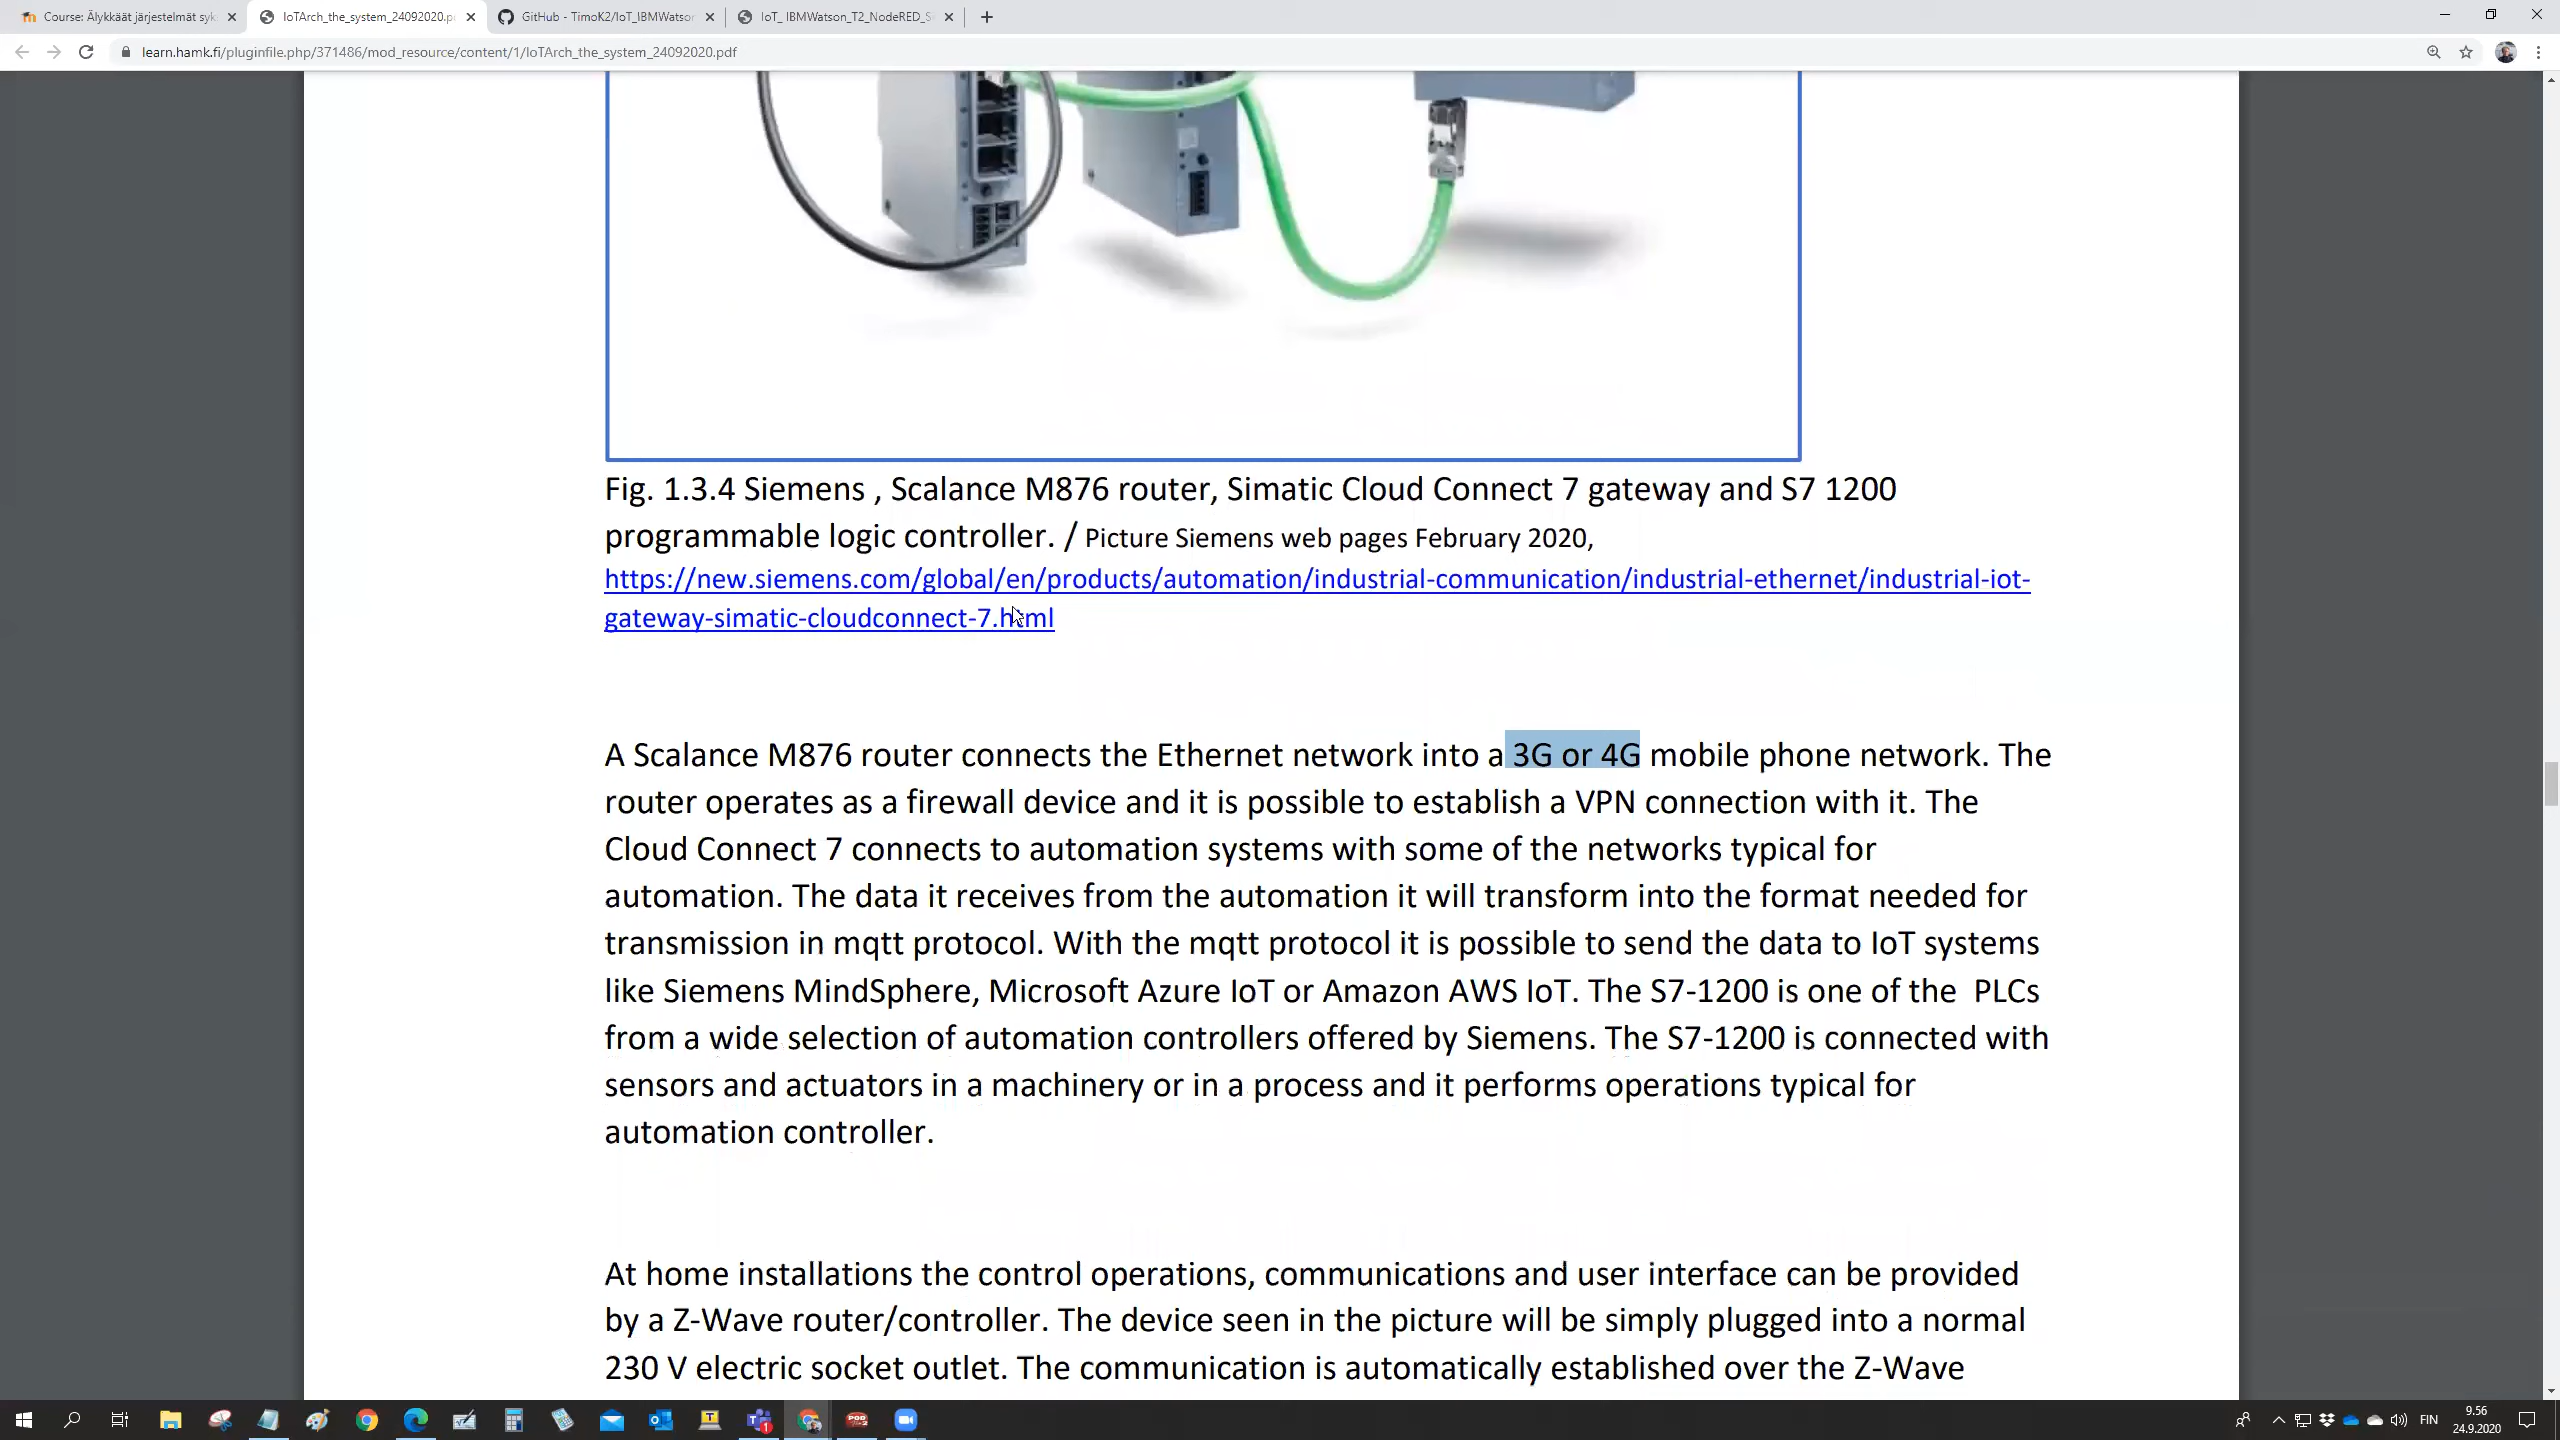 Course: Älykkäät järjestelmät syk
IoTArch_the_system_24092020.p
GitHub - TimoK2/IoT_IBMWatson
IoT_ IBMWatson_T2_NodeRED_S
learn.hamk.fi/pluginfile.php/371486/mod_resource/content/1/IoTArch_the_system_24092020.pdf
Fig. 1.3.4 Siemens , Scalance M876 router, Simatic Cloud Connect 7 gateway and S7 1200
programmable logic controller. / Picture Siemens web pages February 2020,
https://new.siemens.com/global/en/products/automation/industrial-communication/industrial-ethernet/industrial-iot-
gateway-simatic-cloudconnect-7.html
A Scalance M876 router connects the Ethernet network into a 3G or 4G mobile phone network. The
router operates as a firewall device and it is possible to establish a VPN connection with it. The
Cloud Connect 7 connects to automation systems with some of the networks typical for
automation. The data it receives from the automation it will transform into the format needed for
transmission in mqtt protocol. With the mqtt protocol it is possible to send the data to IoT systems
like Siemens MindSphere, Microsoft Azure IoT or Amazon AWS IoT. The S7-1200 is one of the  PLCs
from a wide selection of automation controllers offered by Siemens. The S7-1200 is connected with
sensors and actuators in a machinery or in a process and it performs operations typical for
automation controller.
At home installations the control operations, communications and user interface can be provided
by a Z-Wave router/controller. The device seen in the picture will be simply plugged into a normal
230 V electric socket outlet. The communication is automatically established over the Z-Wave
FIN
9.56
24.9.2020